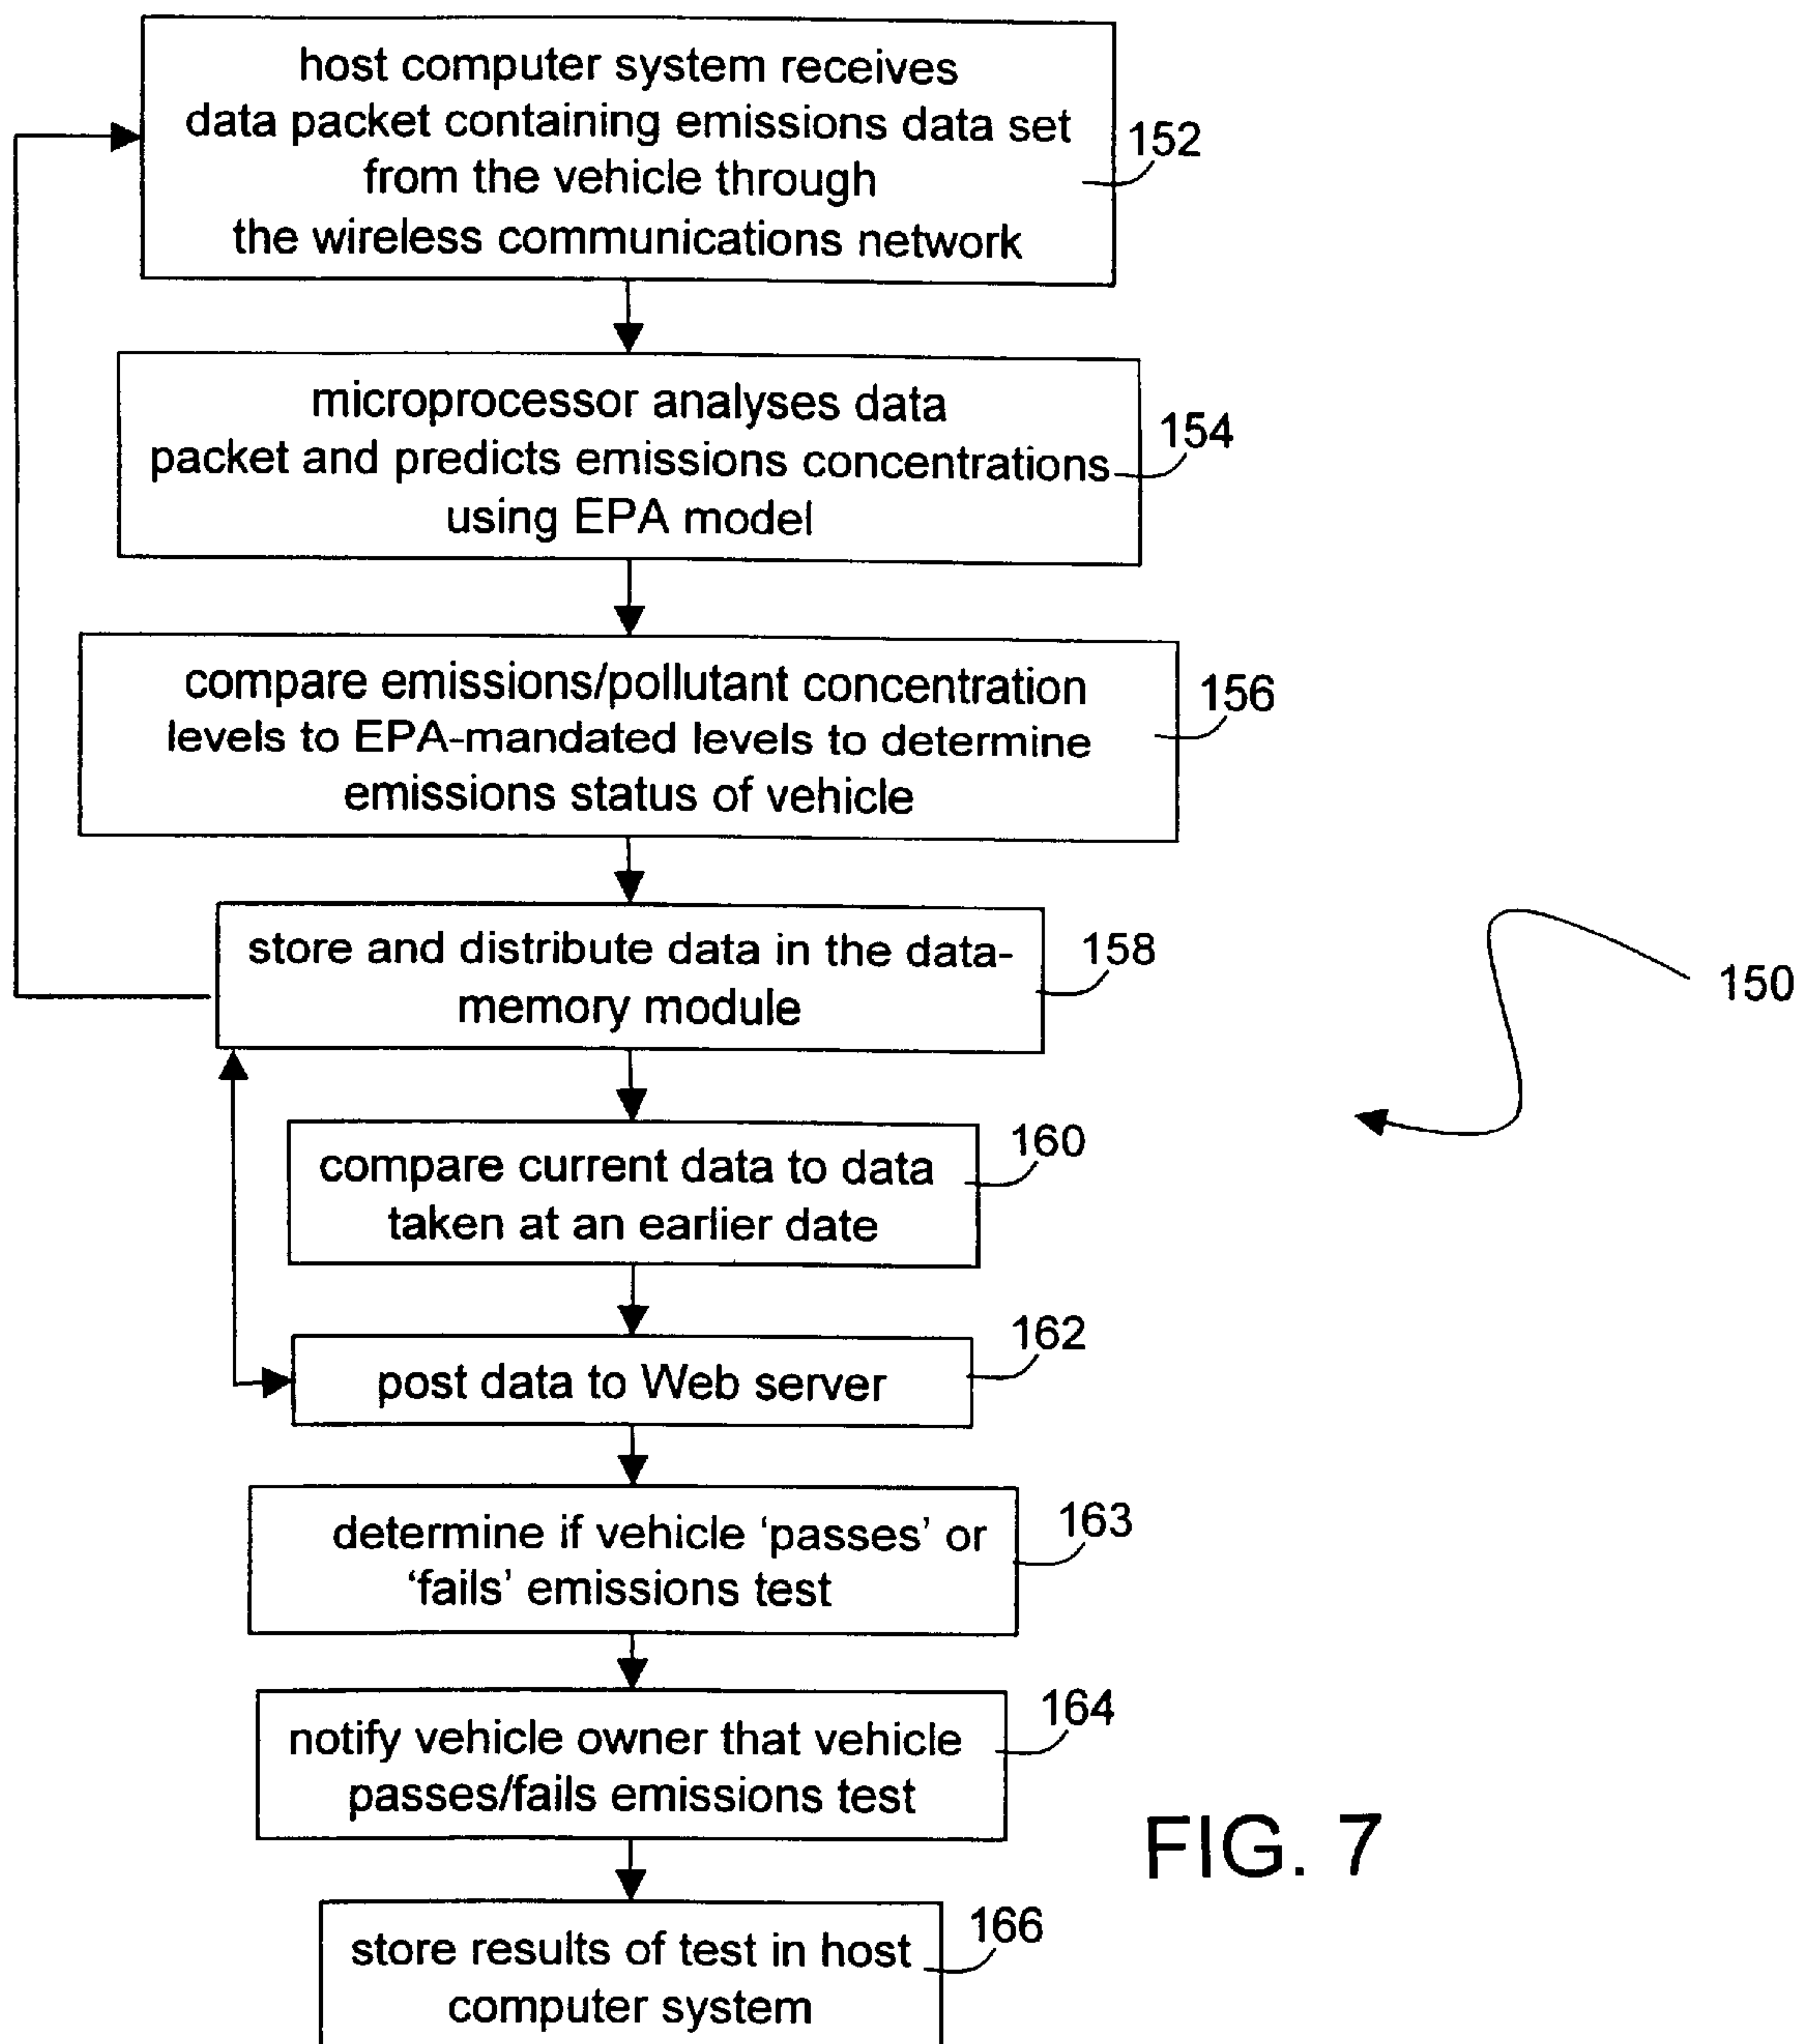 host computer system receives
data packet containing emissions data set
from the vehicle through
the wireless communications network
152
microprocessor analyses data
packet and predicts emissions concentrations
using EPA model
154
compare emissions/pollutant concentration
levels to EPA-mandated levels to determine
emissions status of vehicle
156
store and distribute data in the data-
memory module
158
150
compare current data to data
taken at an earlier date
160
post data to Web server
162
determine if vehicle ‘passes’ or
‘fails’ emissions test
163
notify vehicle owner that vehicle
passes/fails emissions test
164
FIG. 7
store results of test in host
computer system
166